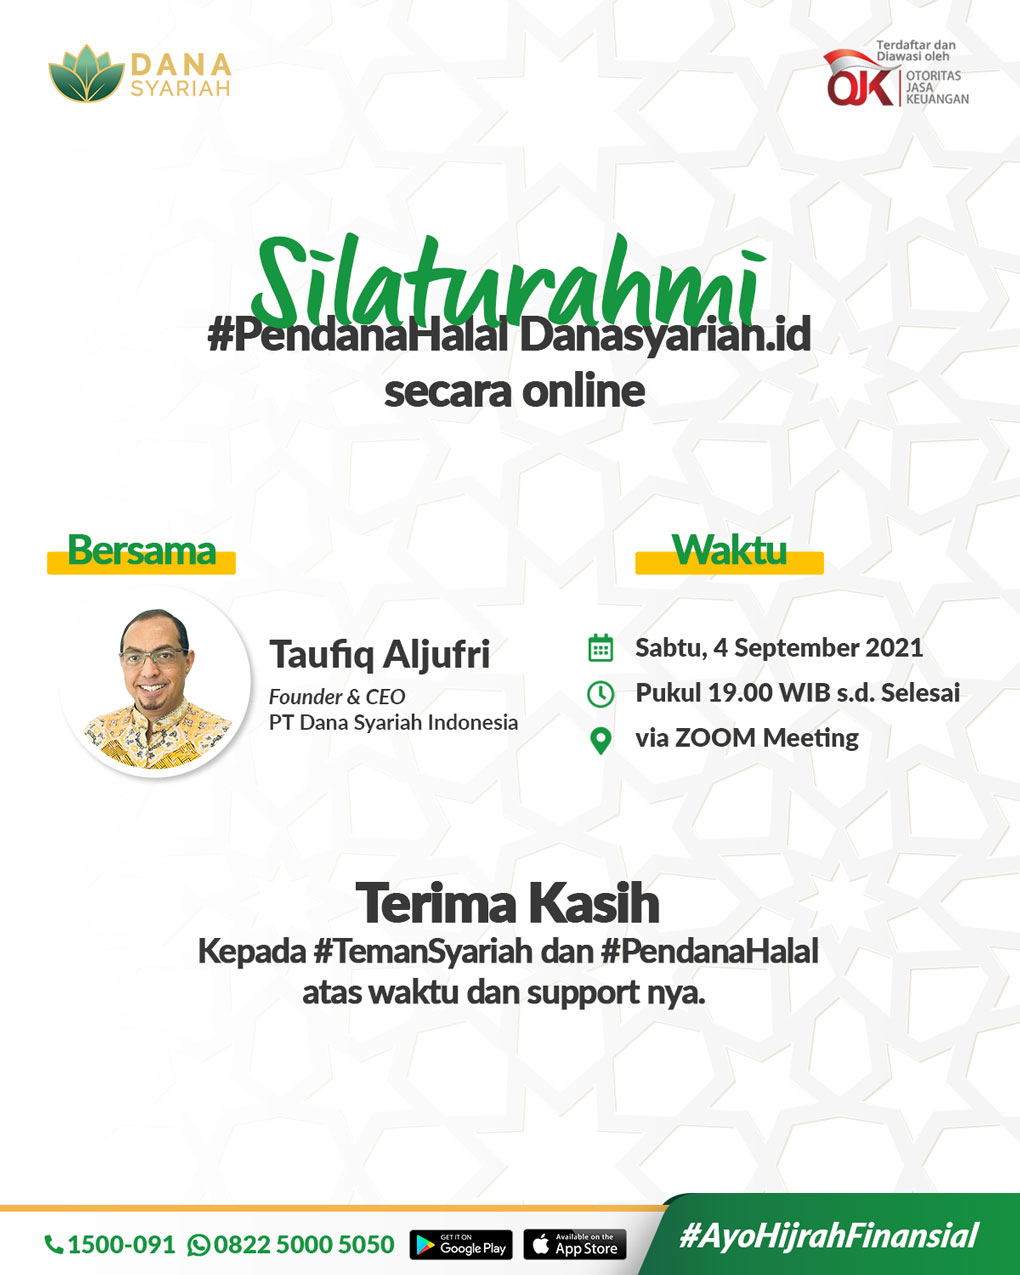 DANA
SYARIAH
Terdaftar dan
Diawasi oleh
OJK
OTORITAS
JASA
KEUANGAN
Silaturahmi
#PendanaHalal Danasyariah.id
secara online
Bersama
Taufiq Aljufri
Founder & CEO
PT Dana Syariah Indonesia
Waktu
Sabtu, 4 September 2021
Pukul 19.00 WIB s.d. Selesai
via ZOOM Meeting
Terima Kasih
Kepada #TemanSyariah dan #PendanaHalal
atas waktu dan support nya.
1500-091
0822 5000 5050
GET IT ON
Google Play
Available on the
App Store
#AyoHijrahFinansial